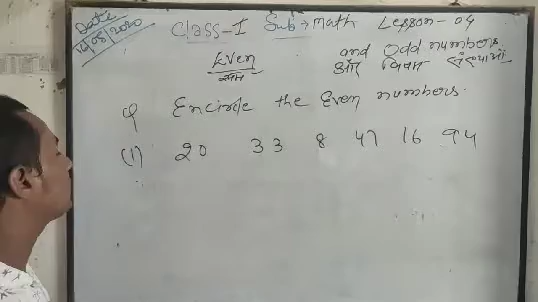 Date 16/08/2020
Class-I Sub → Math Lesson-04
Even and Odd numbers
सम और विषम संख्याओं
Q Encircle the Even numbers.
(1) 20 33 8 47 16 94